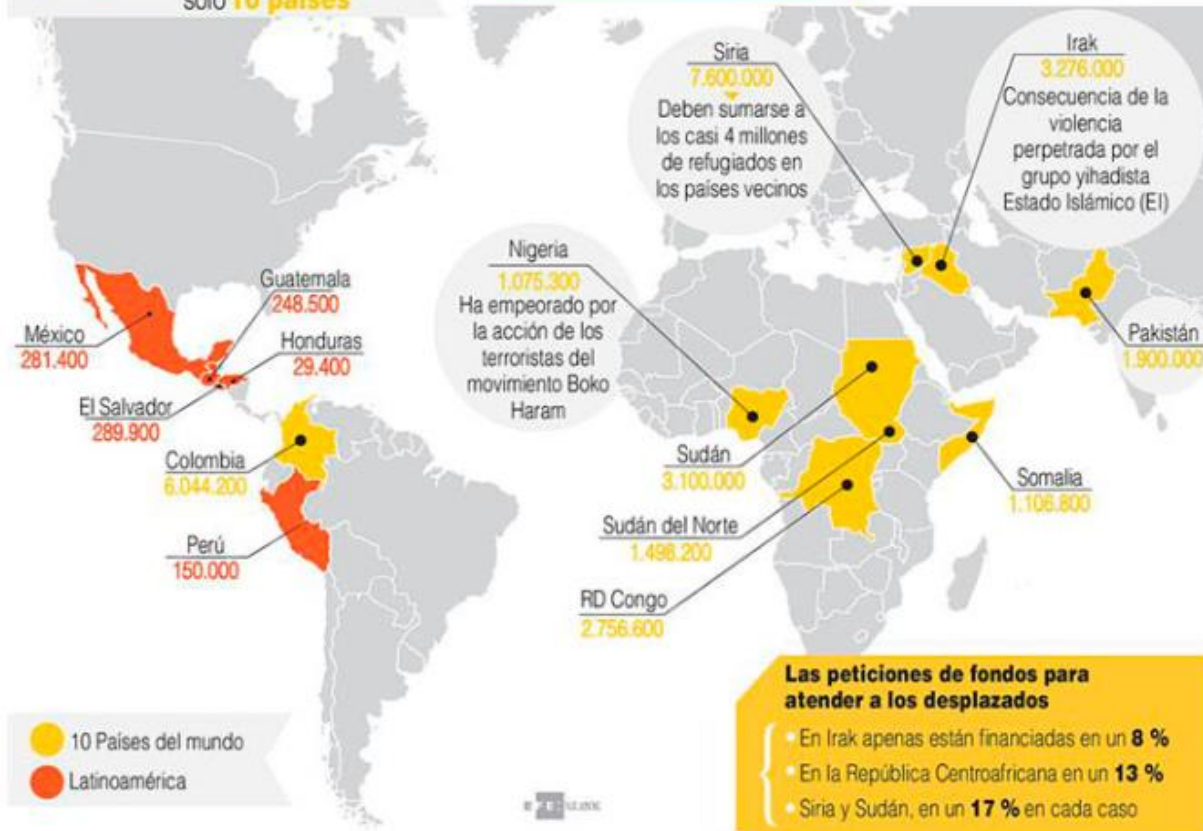 sólo 10 países
Siria
7.600.000
Deben sumarse a
los casi 4 millones
de refugiados en
los países vecinos
Irak
3.276.000
Consecuencia de la
violencia
perpetrada por el
grupo yihadista
Estado Islámico (EI)
Nigeria
1.075.300
Ha empeorado por
la acción de los
terroristas del
movimiento Boko
Haram
Guatemala
248.500
México
281.400
Honduras
29.400
El Salvador
289.900
Colombia
6.044.200
Perú
150.000
Pakistán
1.900.000
Sudán
3.100.000
Somalia
1.106.800
Sudán del Norte
1.498.200
RD Congo
2.756.600
10 Países del mundo
Latinoamérica
Las peticiones de fondos para
atender a los desplazados
• En Irak apenas están financiadas en un 8 %
• En la República Centroafricana en un 13 %
• Siria y Sudán, en un 17 % en cada caso